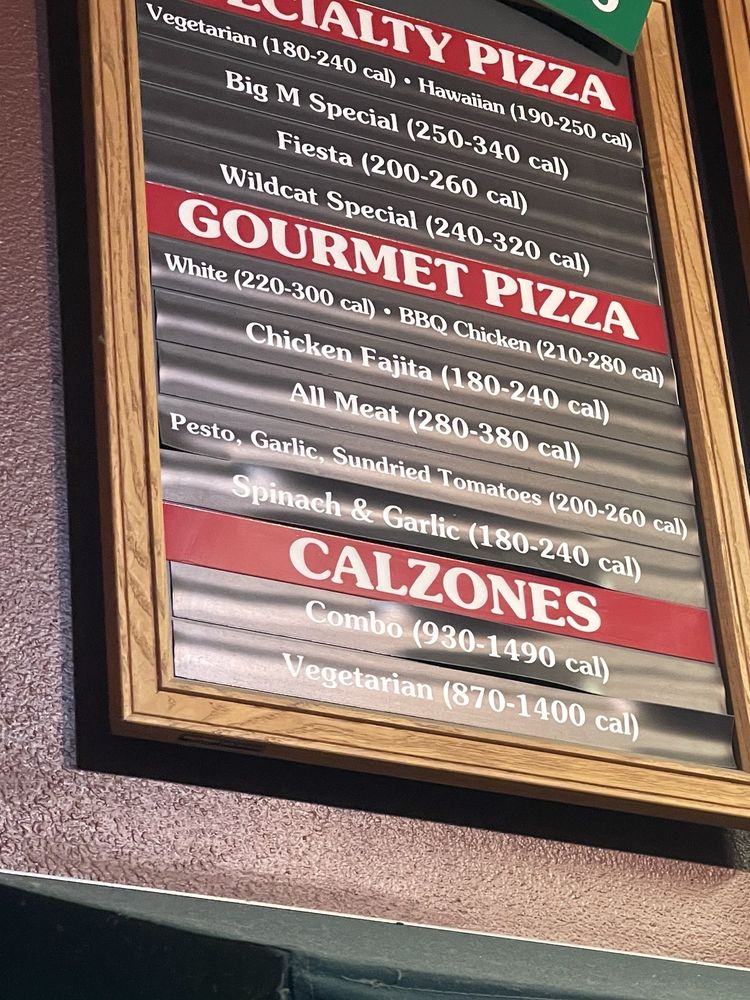 PIZZA
Vegetarian (180-240 cal) • Hawaiian (190-250 cal)
Big M Special (250-340 cal)
Fiesta (200-260 cal)
Wildcat Special (240-320 cal)
GOURMET PIZZA
White (220-300 cal) • BBQ Chicken (210-280 cal)
Chicken Fajita (180-240 cal)
All Meat (280-380 cal)
Pesto, Garlic, Sundried Tomatoes (200-260 cal)
Spinach & Garlic (180-240 cal)
CALZONES
Combo (930-1490 cal)
Vegetarian (870-1400 cal)